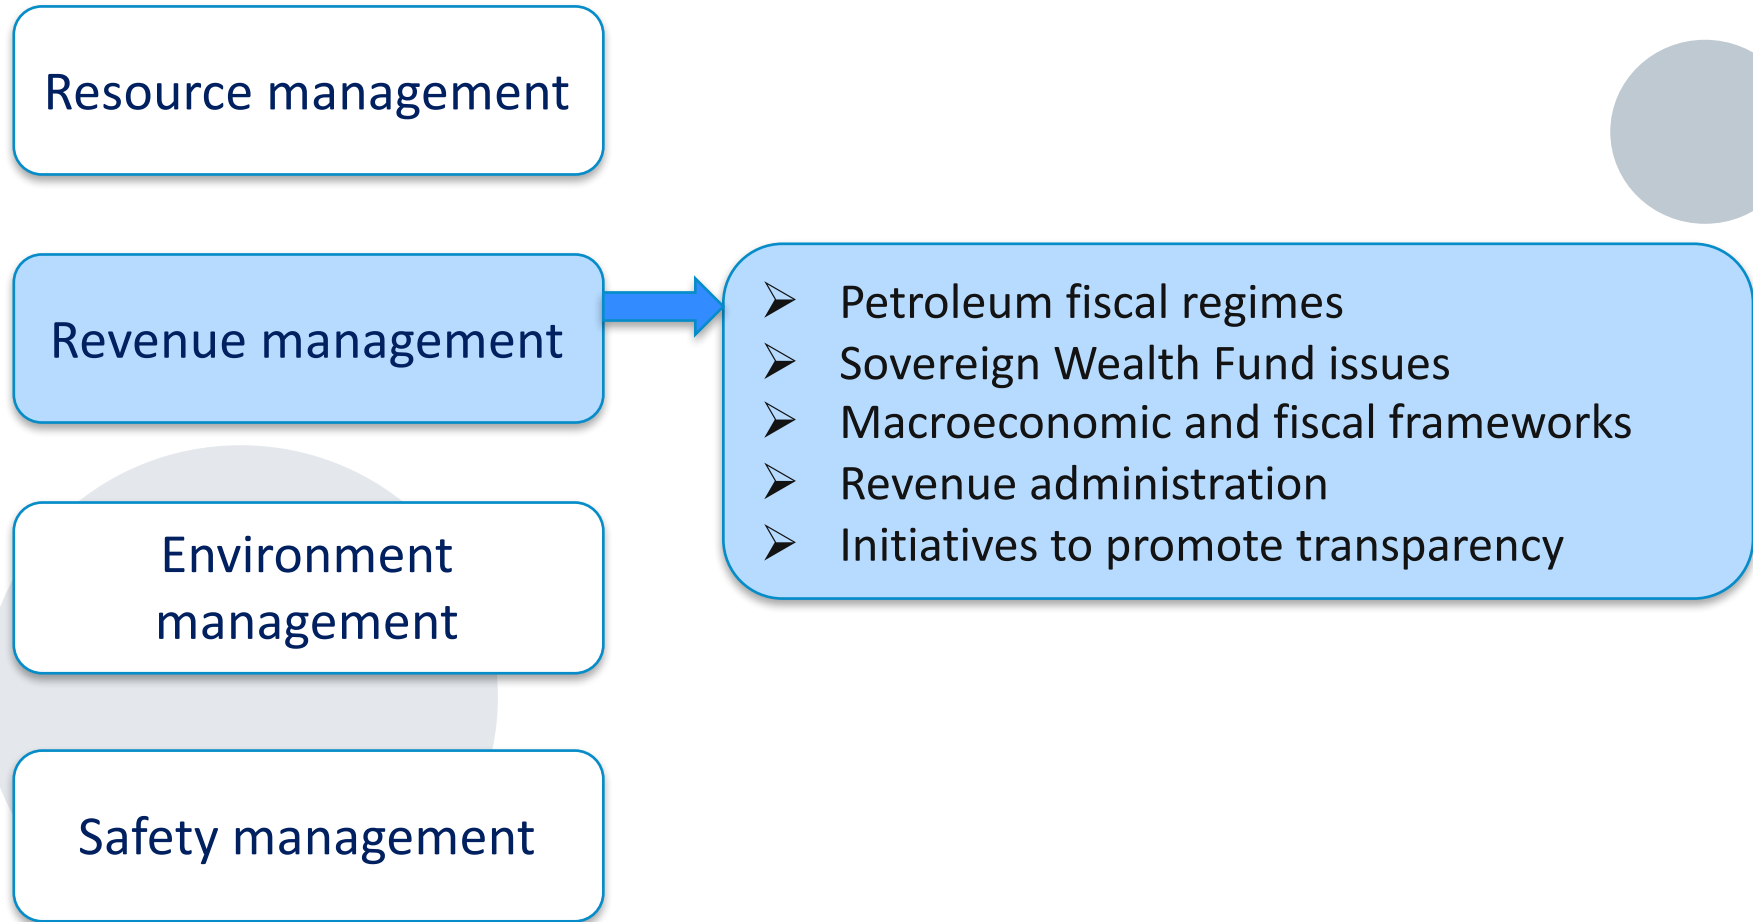 Resource management
Revenue management
➢ Petroleum fiscal regimes
➢ Sovereign Wealth Fund issues
➢ Macroeconomic and fiscal frameworks
➢ Revenue administration
➢ Initiatives to promote transparency
Environment
management
Safety management